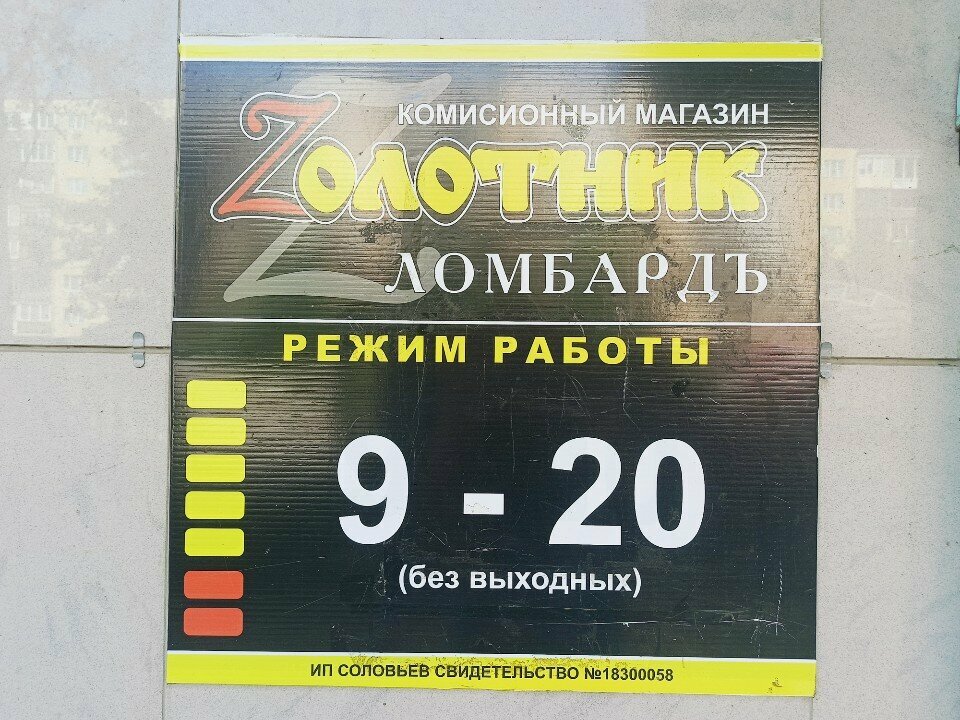 КОМИСИОННЫЙ МАГАЗИН
ZОЛОТНИК
ЛОМБАРДЪ
РЕЖИМ РАБОТЫ
9 - 20
(без выходных)
ИП СОЛОВЬЕВ СВИДЕТЕЛЬСТВО №18300058